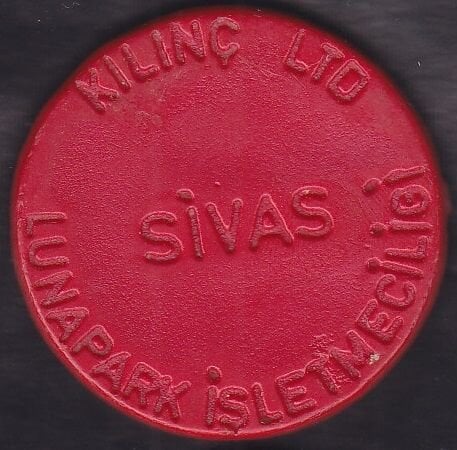 KILINÇ LTD
SİVAS
LUNAPARK İŞLETMECİLİĞİ